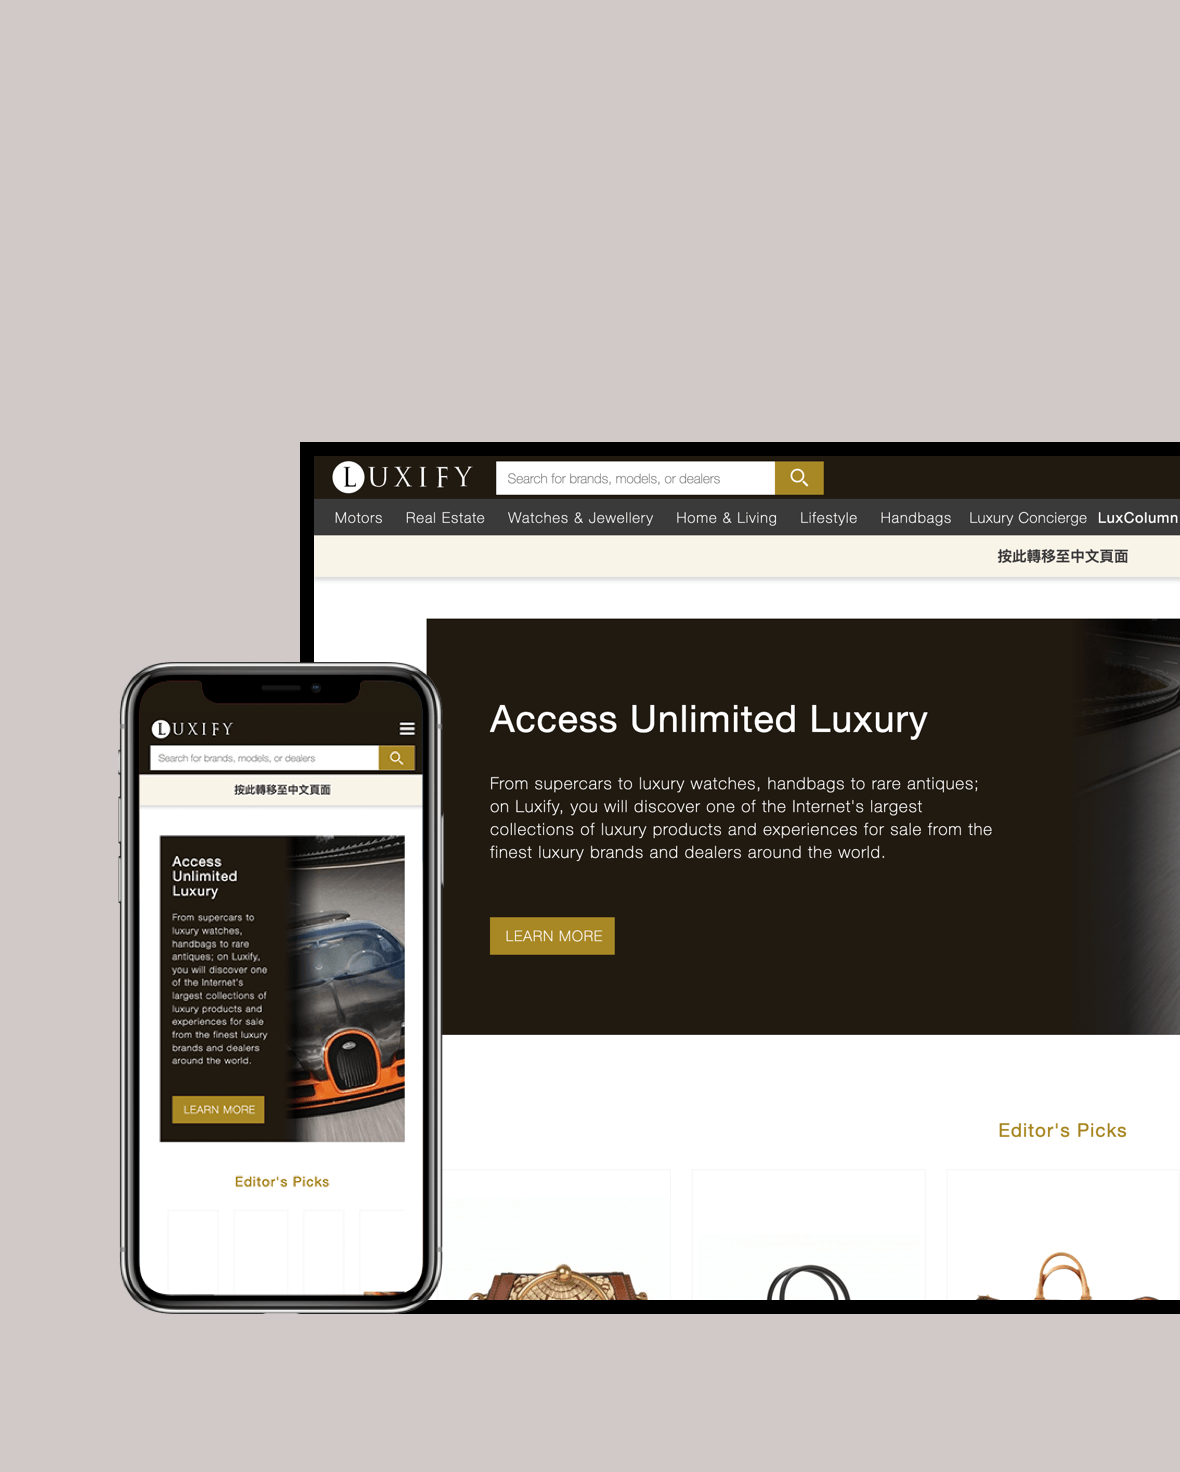 LUXIFY
Search for brands, models, or dealers
Motors Real Estate Watches & Jewellery Home & Living Lifestyle Handbags Luxury Concierge LuxColumn
按此轉移至中文頁面
Access Unlimited Luxury
From supercars to luxury watches, handbags to rare antiques;
on Luxify, you will discover one of the Internet's largest
collections of luxury products and experiences for sale from the
finest luxury brands and dealers around the world.
LEARN MORE
Editor's Picks
LUXIFY
Search for brands, models, or dealers
按此轉移至中文頁面
Access
Unlimited
Luxury
From supercars to
luxury watches,
handbags to rare
antiques; on Luxify,
you will discover one
of the Internet's
largest collections of
luxury products and
experiences for sale
from the finest luxury
brands and dealers
around the world.
LEARN MORE
Editor's Picks